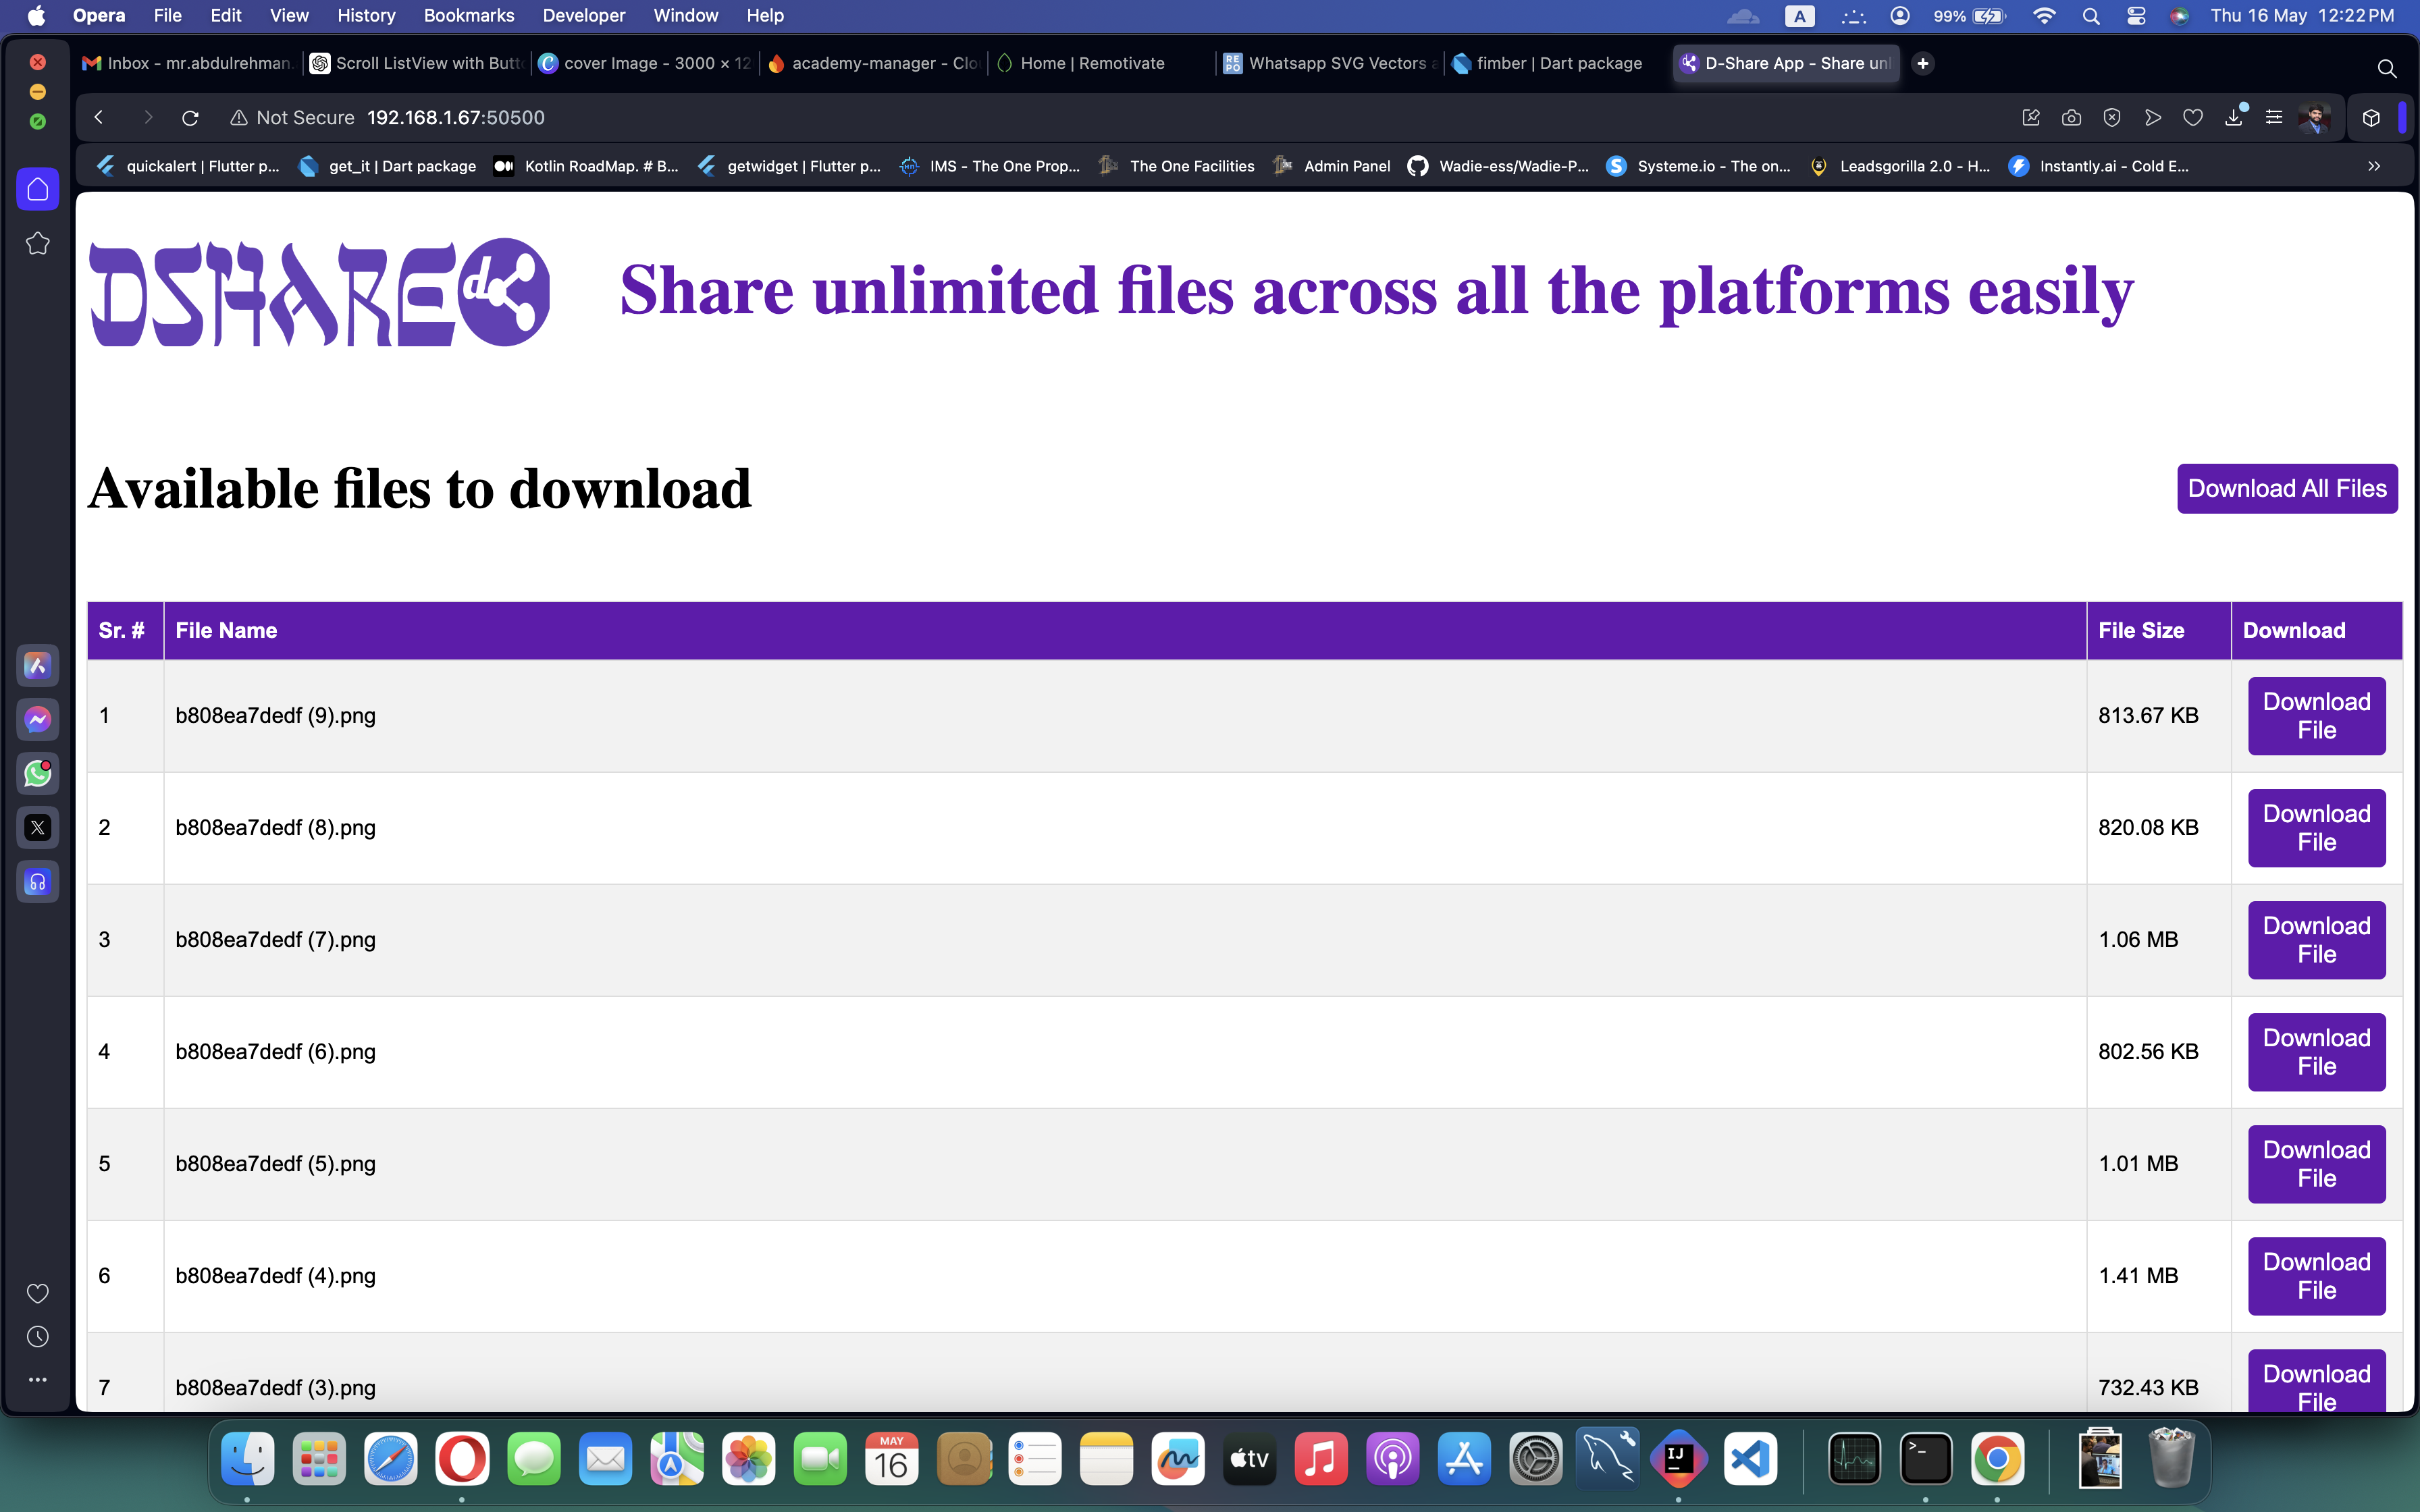 Opera File Edit View History Bookmarks Developer Window Help A 99% Thu 16 May 12:22 PM
Inbox - mr.abdulrehman. Scroll ListView with Butt cover Image - 3000 × 12 academy-manager - Clo Home | Remotivate REPO Whatsapp SVG Vectors a fimber | Dart package D-Share App - Share unl
Not Secure 192.168.1.67:50500
quickalert | Flutter p... get_it | Dart package Kotlin RoadMap. # B... getwidget | Flutter p... IMS - The One Prop... The One Facilities Admin Panel Wadie-ess/Wadie-P... Systeme.io - The on... Leadsgorilla 2.0 - H... Instantly.ai - Cold E...
DSHARE d Share unlimited files across all the platforms easily
Available files to download Download All Files
Sr. # File Name File Size Download
1 b808ea7dedf (9).png 813.67 KB Download File
2 b808ea7dedf (8).png 820.08 KB Download File
3 b808ea7dedf (7).png 1.06 MB Download File
4 b808ea7dedf (6).png 802.56 KB Download File
5 b808ea7dedf (5).png 1.01 MB Download File
6 b808ea7dedf (4).png 1.41 MB Download File
7 b808ea7dedf (3).png 732.43 KB Download File
MAY 16 tv IJ